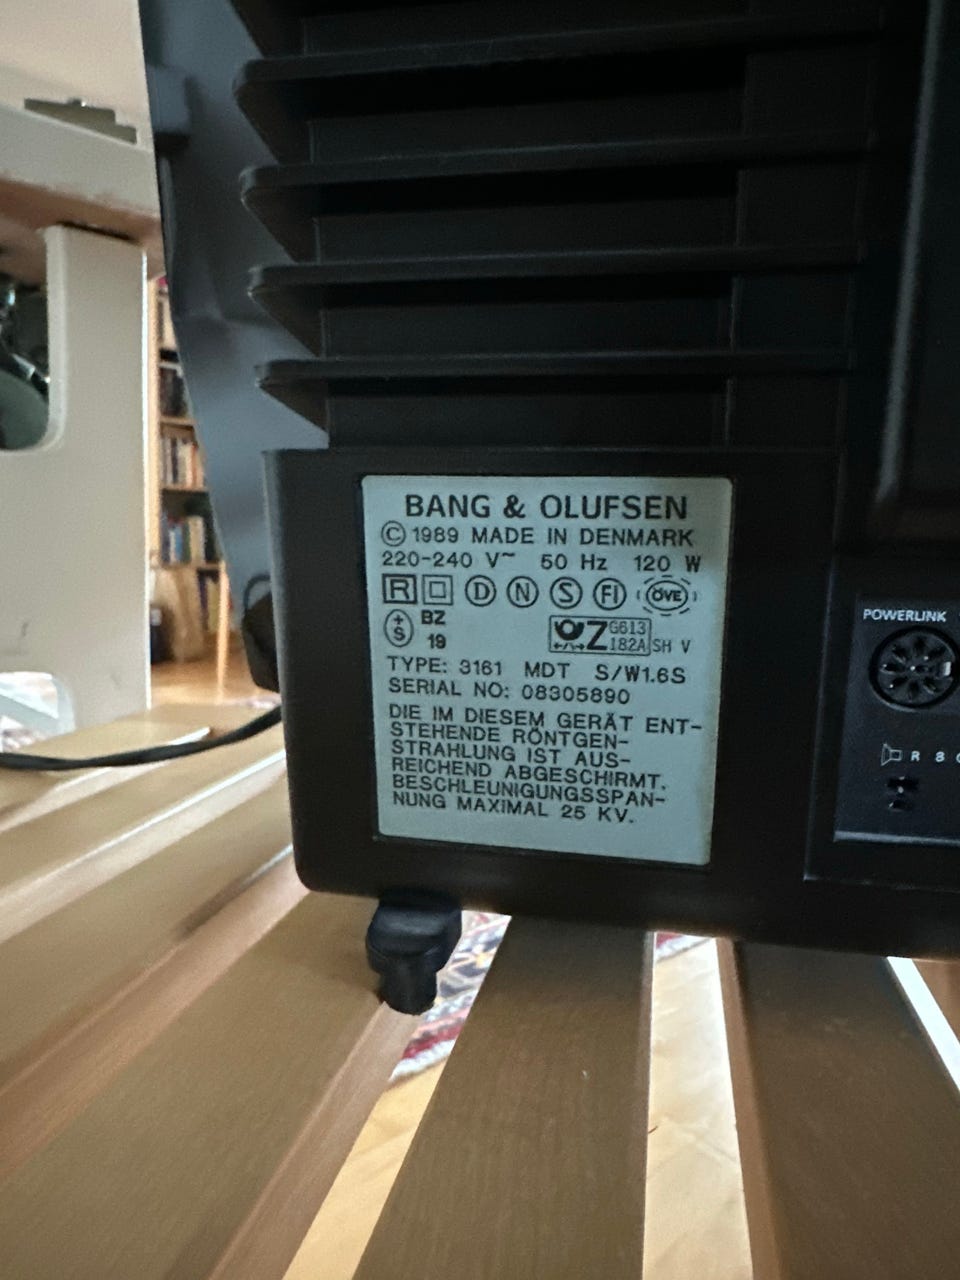 BANG & OLUFSEN
© 1989 MADE IN DENMARK
220-240 V~ 50 Hz 120 W
R D N S FI ÖVE
+S BZ 19
Z G613 182A SH V
TYPE: 3161 MDT S/W1.6S
SERIAL NO: 08305890
DIE IM DIESEM GERÄT ENT-
STEHENDE RÖNTGEN-
STRAHLUNG IST AUS-
REICHEND ABGESCHIRMT.
BESCHLEUNIGUNGSSPAN-
NUNG MAXIMAL 25 KV.
POWERLINK
R 8